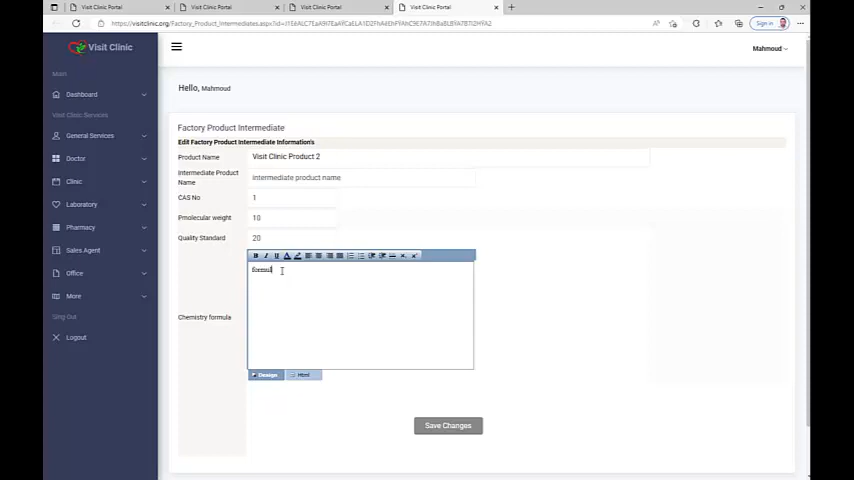 Visit Clinic Portal
Visit Clinic Portal
Visit Clinic Portal
Visit Clinic Portal
Sign in
Visit Clinic
Mahmoud
Main
Hello, Mahmoud
Dashboard
Visit Clinic Services
Factory Product Intermediate
General Services
Edit Factory Product Intermediate Information's
Doctor
Product Name Visit Clinic Product 2
Clinic
Intermediate Product Name intermediate product name
Laboratory
CAS No 1
Pharmacy
Pmolecular weight 10
Quality Standard 20
Sales Agent
Office
formul
More
Sing Out
Chemistry formula
Logout
Design Html
Save Changes